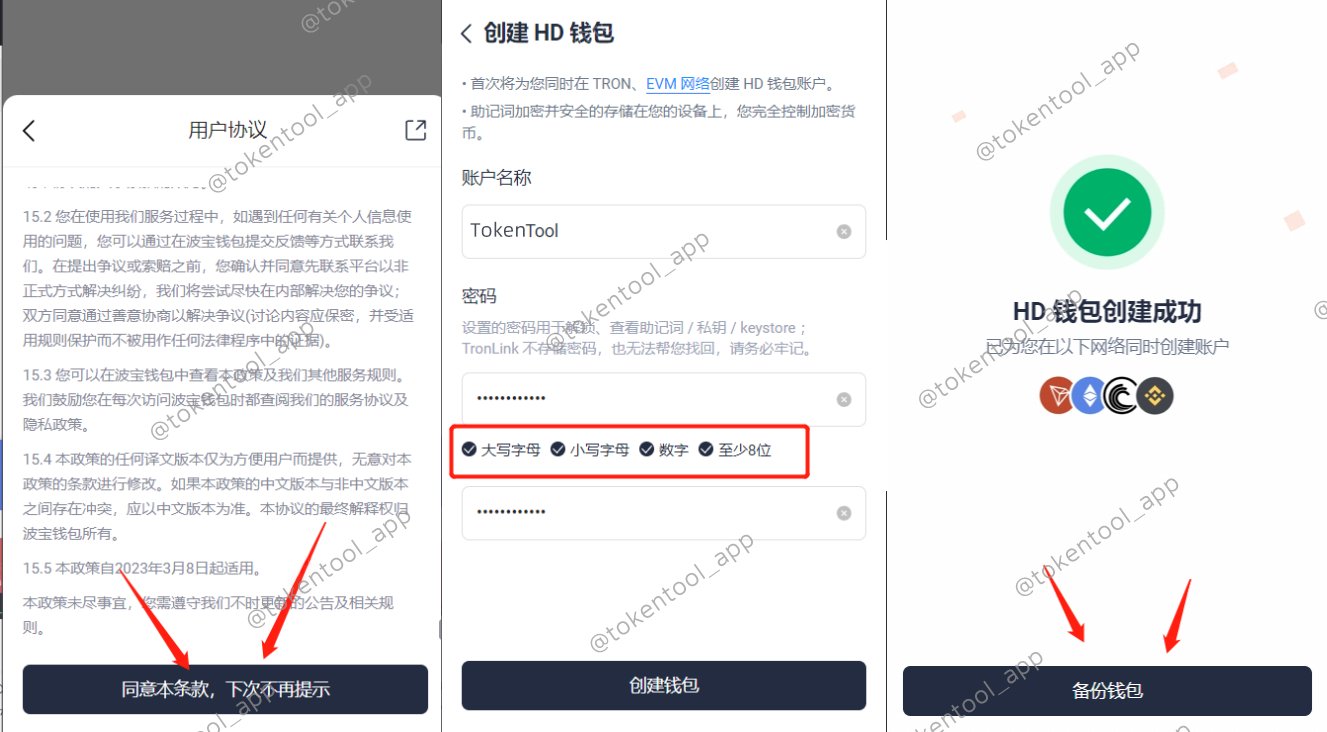 用户协议
15.2 您在使用我们服务过程中，如遇到任何有关个人信息使
用的问题，您可以通过在波宝钱包提交反馈等方式联系我
们。在提出争议或索赔之前，您确认并同意先联系平台以非
正式方式解决纠纷，我们将尝试尽快在内部解决您的争议；
双方同意通过善意协商以解决争议(讨论内容应保密，并受适
用规则保护而不被用作任何法律程序中的证据)。
15.3 您可以在波宝钱包中查看本政策及我们其他服务规则。
我们鼓励您在每次访问波宝钱包时都查阅我们的服务协议及
隐私政策。
15.4 本政策的任何译文版本仅为方便用户而提供，无意对本
政策的条款进行修改。如果本政策的中文版本与非中文版本
之间存在冲突，应以中文版本为准。本协议的最终解释权归
波宝钱包所有。
15.5 本政策自2023年3月8日起适用。
本政策未尽事宜，您需遵守我们不时更新的公告及相关规
则。
同意本条款，下次不再提示
创建 HD 钱包
• 首次将为您同时在 TRON、EVM 网络创建 HD 钱包账户。
• 助记词加密并安全的存储在您的设备上，您完全控制加密货
币。
账户名称
TokenTool
密码
设置的密码用于解锁、查看助记词 / 私钥 / keystore；
TronLink 不存储密码，也无法帮您找回，请务必牢记。
••••••••••••
大写字母 小写字母 数字 至少8位
••••••••••••
创建钱包
HD 钱包创建成功
已为您在以下网络同时创建账户
备份钱包
@tokentool_app
@tokentool_app
@tokentool_app
@tokentool_app
@tokentool_app
@tokentool_app
@tokentool_app
@tokentool_app